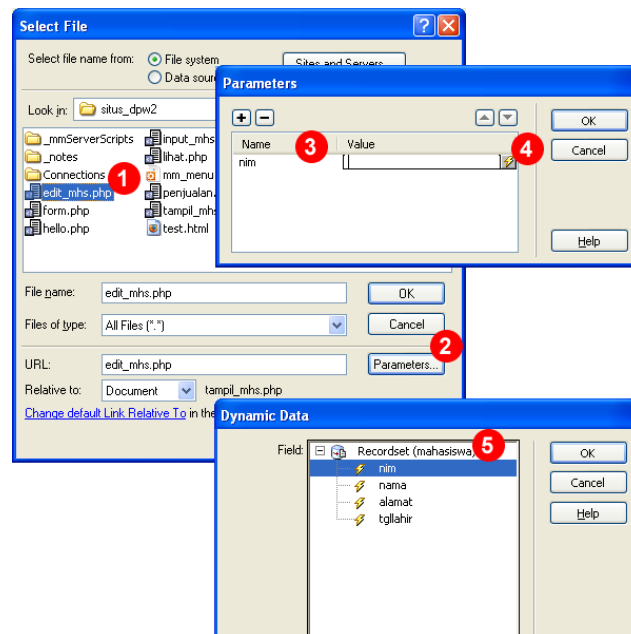 Select File
Select file name from:
File system
Sites and Servers...
Data sour
Look in:
situs_dpw2
_mmServerScripts
_notes
Connections
edit_mhs.php
form.php
hello.php
input_mhs
lihat.php
mm_menu
penjualan.
tampil_mhs
test.html
1
File name:
edit_mhs.php
OK
Files of type:
All Files (*.*)
Cancel
2
URL:
edit_mhs.php
Parameters...
Relative to:
Document
tampil_mhs.php
Change default Link Relative To in the
Parameters
OK
Name
3
Value
4
Cancel
nim
Help
Dynamic Data
Field:
Recordset (mahasiswa)
5
OK
nim
nama
Cancel
alamat
Help
tgllahir